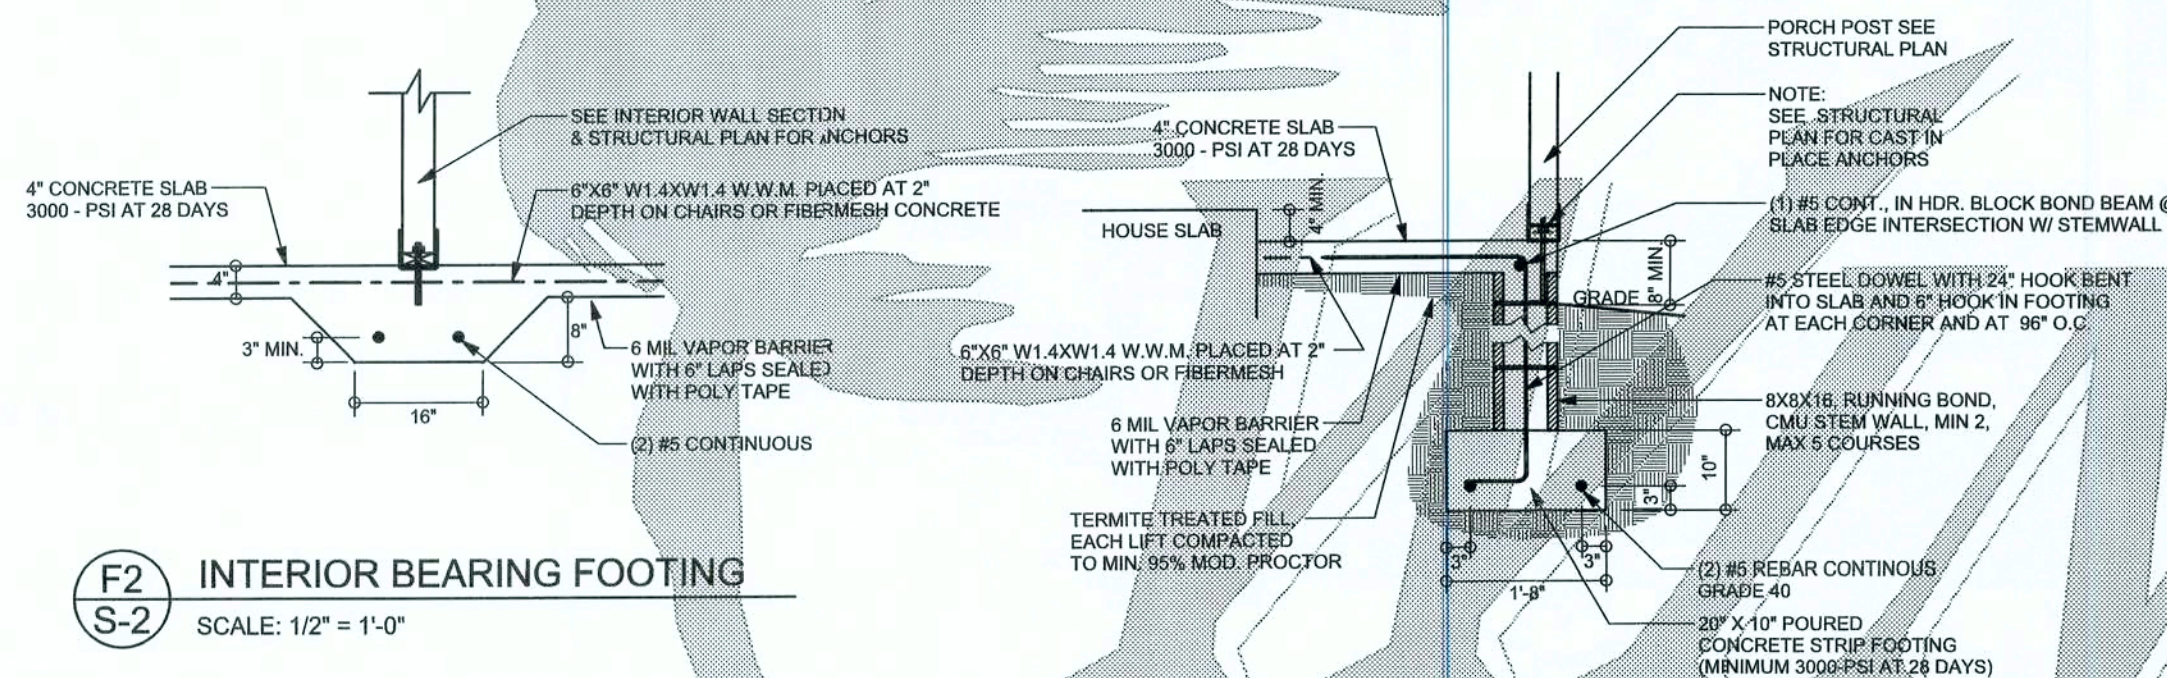 SEE INTERIOR WALL SECTION
& STRUCTURAL PLAN FOR ANCHORS
4" CONCRETE SLAB
3000 - PSI AT 28 DAYS
6"X6" W1.4XW1.4 W.W.M. PLACED AT 2"
DEPTH ON CHAIRS OR FIBERMESH CONCRETE
4"
3" MIN.
8"
16"
6 MIL VAPOR BARRIER
WITH 6" LAPS SEALED
WITH POLY TAPE
(2) #5 CONTINUOUS
F2
S-2
INTERIOR BEARING FOOTING
SCALE: 1/2" = 1'-0"
4" CONCRETE SLAB
3000 - PSI AT 28 DAYS
4" MIN.
HOUSE SLAB
6"X6" W1.4XW1.4 W.W.M. PLACED AT 2"
DEPTH ON CHAIRS OR FIBERMESH
6 MIL VAPOR BARRIER
WITH 6" LAPS SEALED
WITH POLY TAPE
TERMITE TREATED FILL,
EACH LIFT COMPACTED
TO MIN. 95% MOD. PROCTOR
PORCH POST SEE
STRUCTURAL PLAN
NOTE:
SEE STRUCTURAL
PLAN FOR CAST IN
PLACE ANCHORS
(1) #5 CONT., IN HDR. BLOCK BOND BEAM @
SLAB EDGE INTERSECTION W/ STEMWALL
8" MIN.
GRADE
#5 STEEL DOWEL WITH 24" HOOK BENT
INTO SLAB AND 6" HOOK IN FOOTING
AT EACH CORNER AND AT 96" O.C.
8X8X16, RUNNING BOND,
CMU STEM WALL, MIN 2,
MAX 5 COURSES
10"
3"
3"
3"
1'-8"
(2) #5 REBAR CONTINOUS
GRADE 40
20" X 10" POURED
CONCRETE STRIP FOOTING
(MINIMUM 3000-PSI AT 28 DAYS)